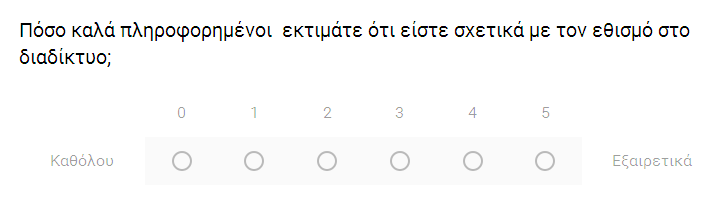 Πόσο καλά πληροφορημένοι εκτιμάτε ότι είστε σχετικά με τον εθισμό στο
διαδίκτυο;
0 1 2 3 4 5
Καθόλου Εξαιρετικά